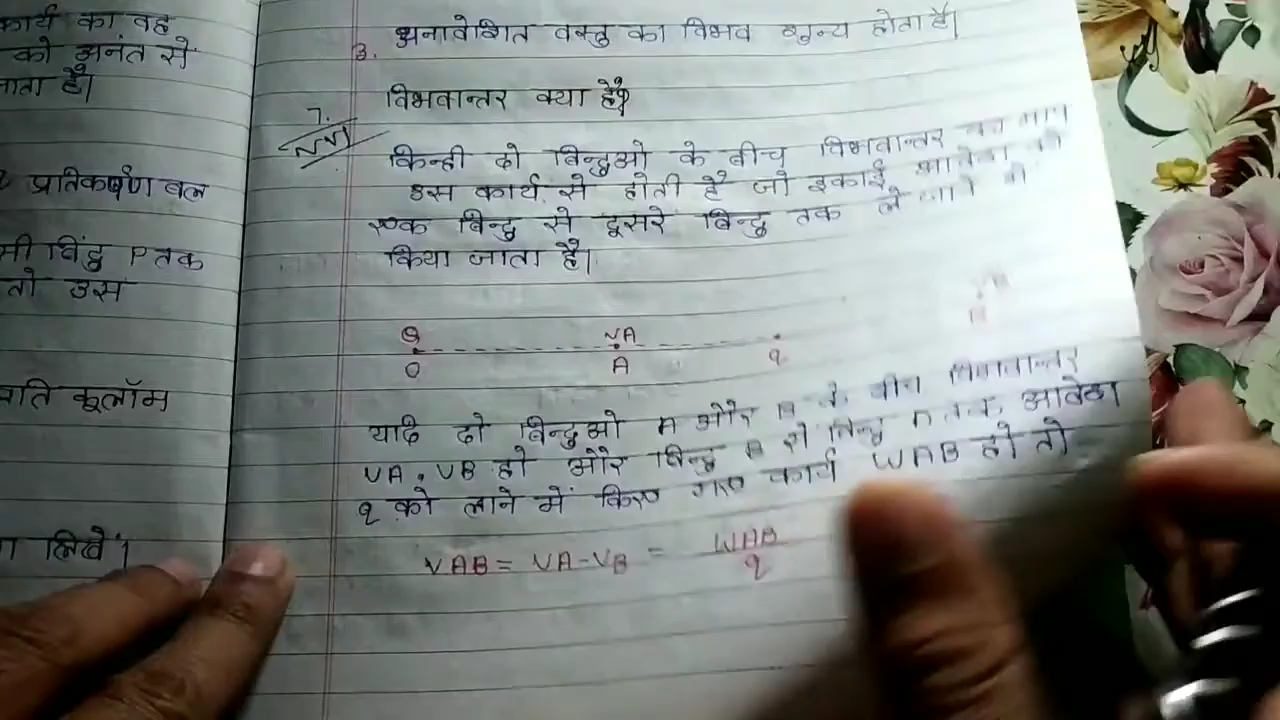 कार्य का वह
को अनंत से
जाता है।
प्रतिकर्षण बल
सी बिंदु P तक
तो उस
प्रति कूलॉम
लिखें।
3. अनावेशित वस्तु का विभव शून्य होता है।
7. विभवान्तर क्या है?
किन्ही दो बिन्दुओ के बीच विभवान्तर का माप
उस कार्य से होती है जो इकाई आवेश को
एक बिन्दु से दूसरे बिन्दु तक ले जाने में
किया जाता है।
Q VA
O A q
यदि दो बिन्दुओ A और B के बीच विभवान्तर
VA, VB हो और बिन्दु B से बिन्दु A तक आवेश
q को लाने में किए गए कार्य WAB हो तो
VAB = VA - VB = WAB / q